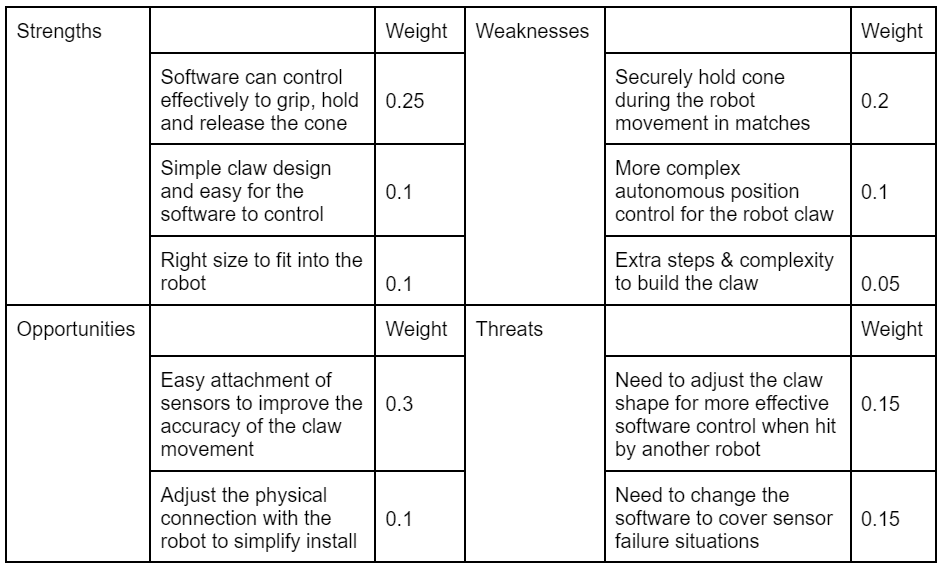 Strengths
Weight
Software can control
effectively to grip, hold
and release the cone
0.25
Simple claw design
and easy for the
software to control
0.1
Right size to fit into the
robot
0.1
Weaknesses
Weight
Securely hold cone
during the robot
movement in matches
0.2
More complex
autonomous position
control for the robot claw
0.1
Extra steps & complexity
to build the claw
0.05
Opportunities
Weight
Easy attachment of
sensors to improve the
accuracy of the claw
movement
0.3
Adjust the physical
connection with the
robot to simplify install
0.1
Threats
Weight
Need to adjust the claw
shape for more effective
software control when hit
by another robot
0.15
Need to change the
software to cover sensor
failure situations
0.15